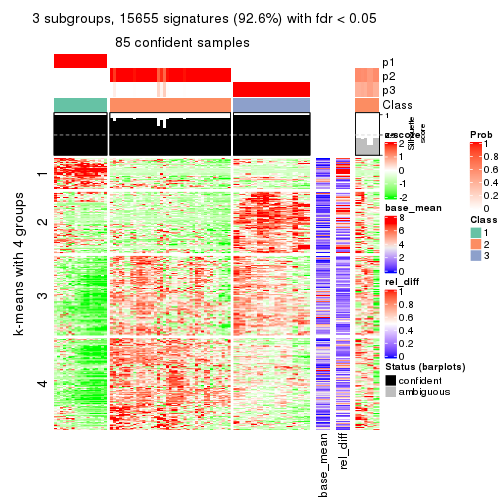 3 subgroups, 15655 signatures (92.6%) with fdr < 0.05
85 confident samples
p1
p2
p3
Class
1
Silhouette
score
k-means with 4 groups
1
2
3
4
base_mean
rel_diff
z-score
2
1
0
-1
-2
base_mean
8
6
4
2
0
rel_diff
1
0.8
0.6
0.4
0.2
0
Status (barplots)
confident
ambiguous
Prob
1
0.8
0.6
0.4
0.2
0
Class
1
2
3